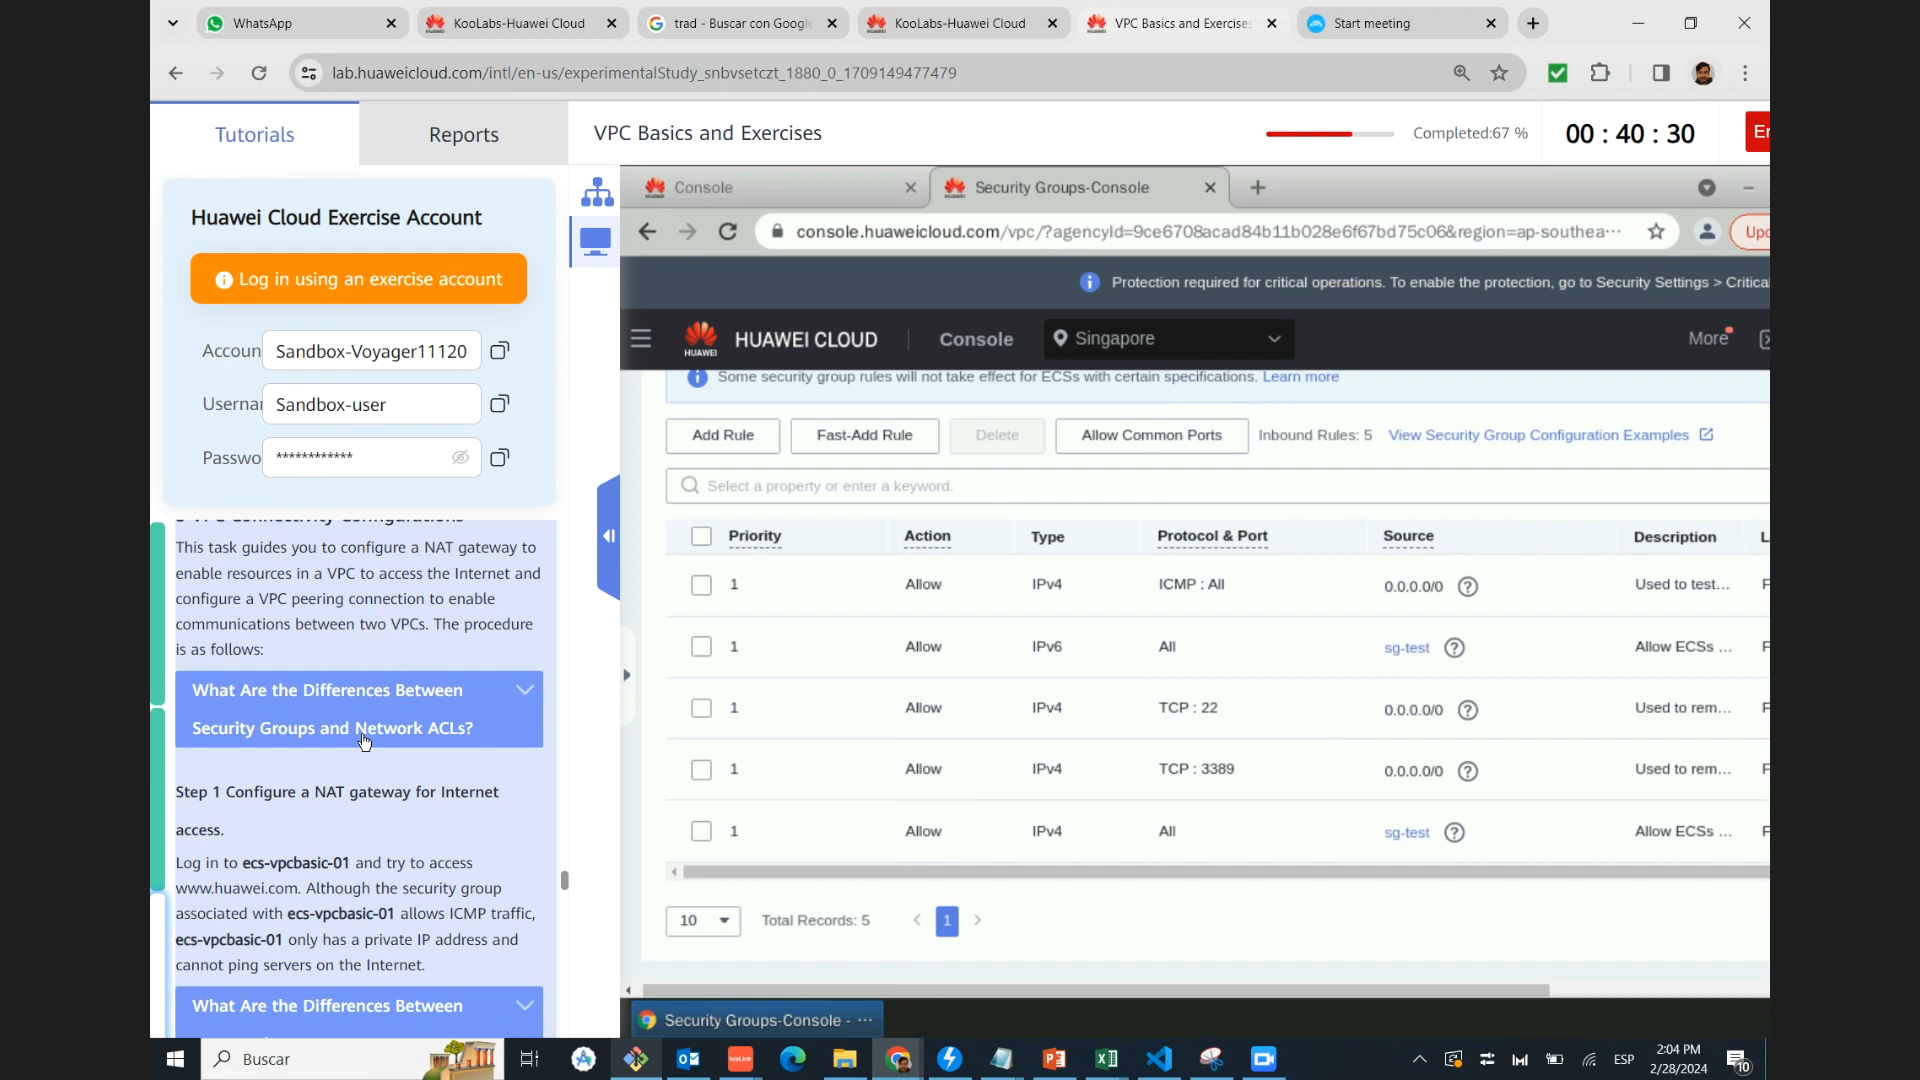 WhatsApp
KooLabs-Huawei Cloud
trad - Buscar con Google
KooLabs-Huawei Cloud
VPC Basics and Exercises
Start meeting
lab.huaweicloud.com/intl/en-us/experimentalStudy_snbvsetczt_1880_0_1709149477479
Tutorials
Reports
VPC Basics and Exercises
Completed:67 %
00 : 40 : 30
Huawei Cloud Exercise Account
Log in using an exercise account
Accoun
Sandbox-Voyager11120
Userna
Sandbox-user
Passwo
************
VPC Connectivity Configurations
This task guides you to configure a NAT gateway to
enable resources in a VPC to access the Internet and
configure a VPC peering connection to enable
communications between two VPCs. The procedure
is as follows:
What Are the Differences Between
Security Groups and Network ACLs?
Step 1 Configure a NAT gateway for Internet
access.
Log in to ecs-vpcbasic-01 and try to access
www.huawei.com. Although the security group
associated with ecs-vpcbasic-01 allows ICMP traffic,
ecs-vpcbasic-01 only has a private IP address and
cannot ping servers on the Internet.
What Are the Differences Between
Console
Security Groups-Console
console.huaweicloud.com/vpc/?agencyId=9ce6708acad84b11b028e6f67bd75c06&region=ap-southea···
Protection required for critical operations. To enable the protection, go to Security Settings > Critica
HUAWEI
HUAWEI CLOUD
Console
Singapore
More
Some security group rules will not take effect for ECSs with certain specifications. Learn more
Add Rule
Fast-Add Rule
Delete
Allow Common Ports
Inbound Rules: 5
View Security Group Configuration Examples
Select a property or enter a keyword.
Priority Action Type Protocol & Port Source Description
1 Allow IPv4 ICMP : All 0.0.0.0/0 Used to test...
1 Allow IPv6 All sg-test Allow ECSs ...
1 Allow IPv4 TCP : 22 0.0.0.0/0 Used to rem...
1 Allow IPv4 TCP : 3389 0.0.0.0/0 Used to rem...
1 Allow IPv4 All sg-test Allow ECSs ...
10
Total Records: 5
1
Security Groups-Console - ···
Buscar
ESP
2:04 PM
2/28/2024
10